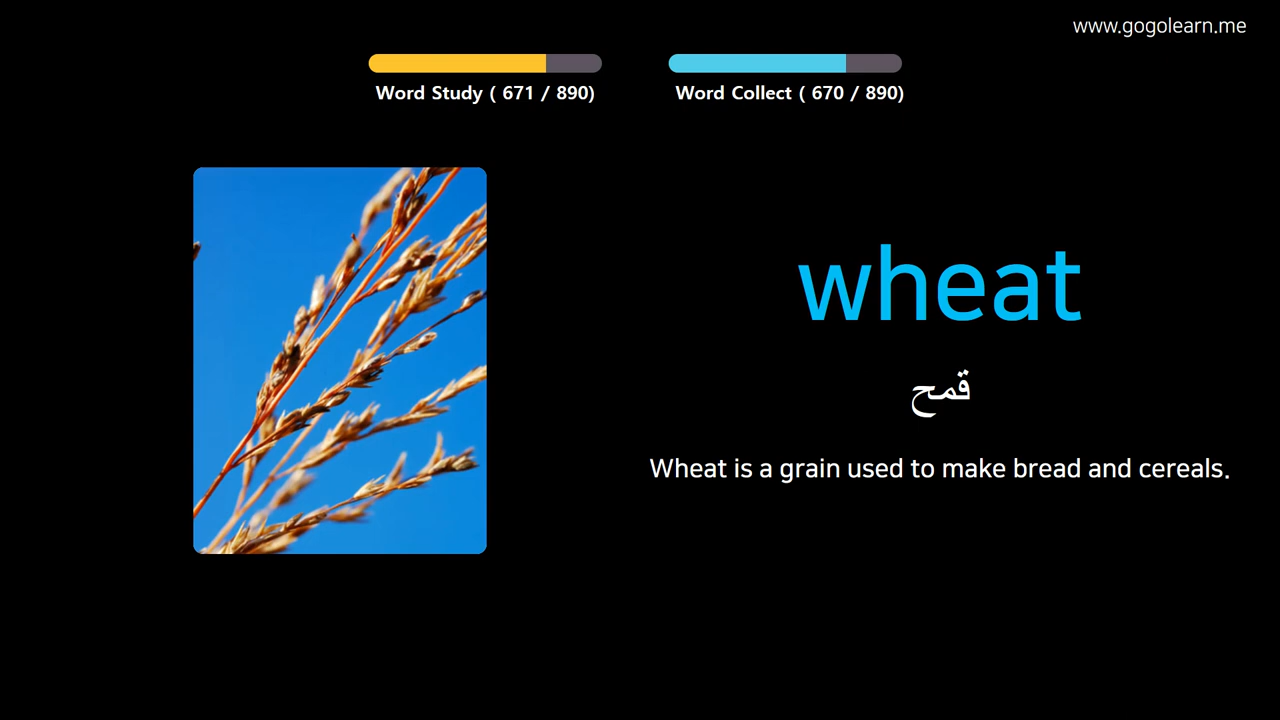 www.gogolearn.me
Word Study ( 671 / 890)
Word Collect ( 670 / 890)
wheat
قمح
Wheat is a grain used to make bread and cereals.